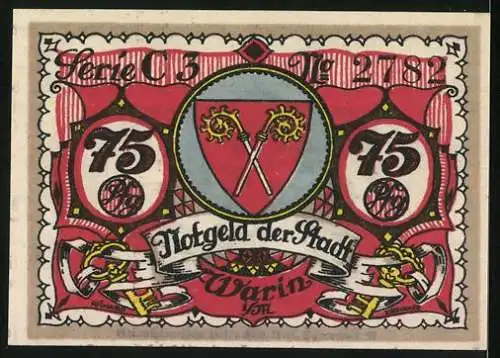 Serie C 3 No 2782
75 75
Pfg Pfg
Notgeld der Stadt
Warin
i/M